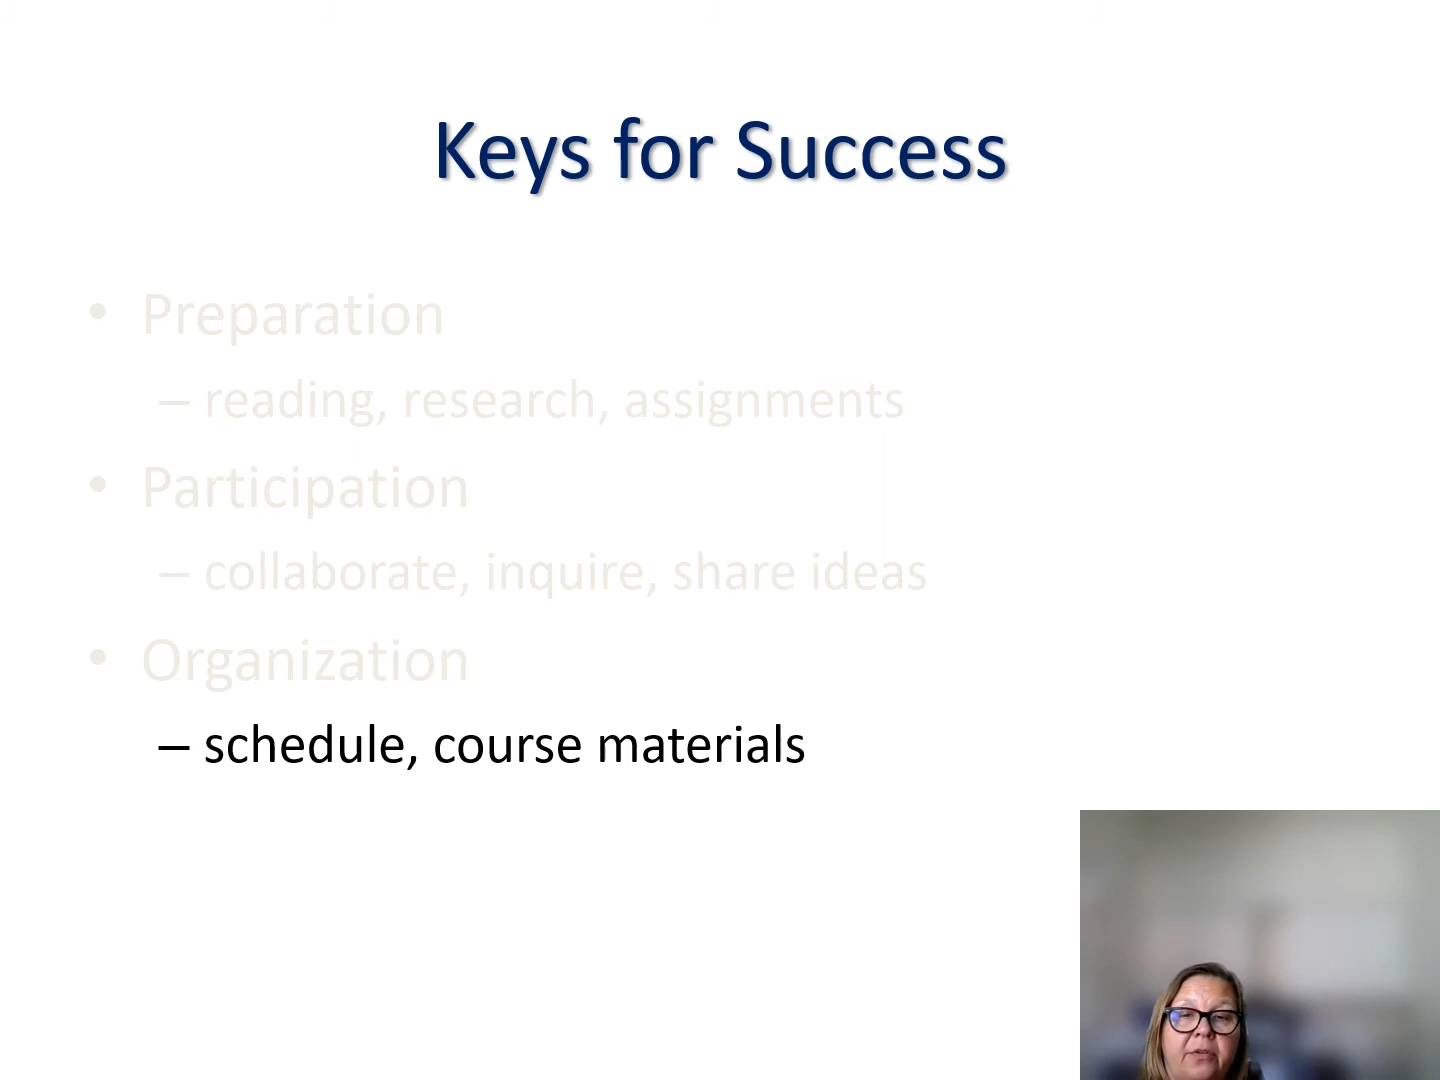 Keys for Success
• Preparation
– reading, research, assignments
• Participation
– collaborate, inquire, share ideas
• Organization
– schedule, course materials